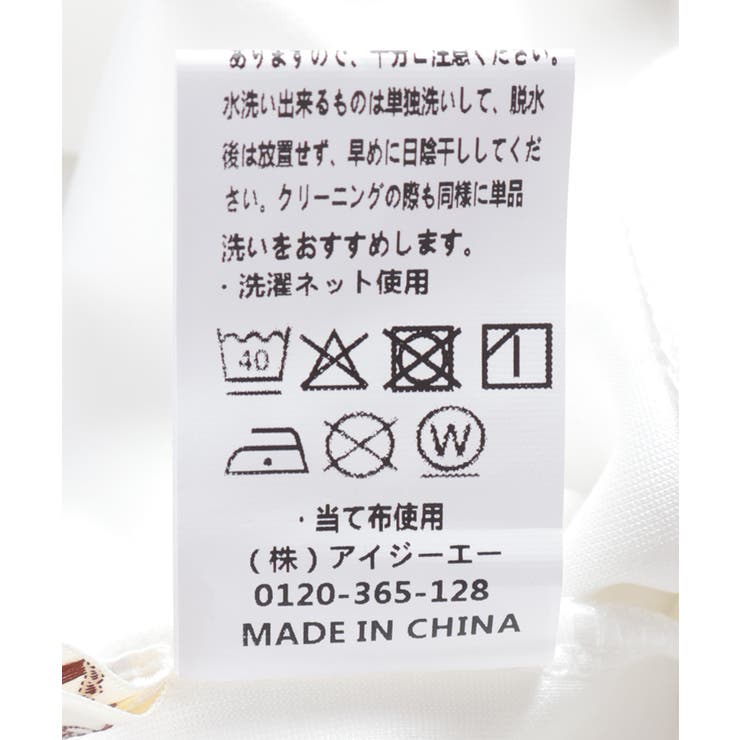 ありますので、十分ご注意ください。
水洗い出来るものは単独洗いして、脱水
後は放置せず、早めに日陰干ししてくだ
さい。クリーニングの際も同様に単品
洗いをおすすめします。
・洗濯ネット使用
40
W
・当て布使用
(株)アイジーエー
0120-365-128
MADE IN CHINA